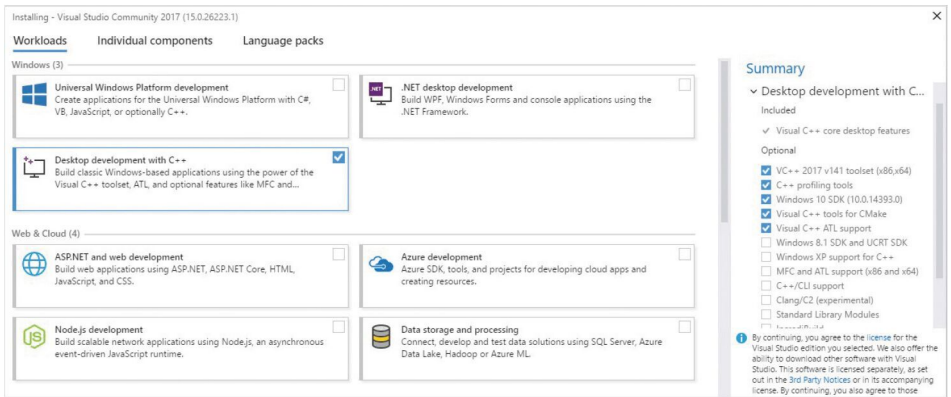 Installing - Visual Studio Community 2017 (15.0.26223.1)
Workloads
Individual components
Language packs
Windows (3)
Universal Windows Platform development
Create applications for the Universal Windows Platform with C#,
VB, JavaScript, or optionally C++.
.NET
.NET desktop development
Build WPF, Windows Forms and console applications using the
.NET Framework.
Desktop development with C++
Build classic Windows-based applications using the power of the
Visual C++ toolset, ATL, and optional features like MFC and...
Web & Cloud (4)
ASP.NET and web development
Build web applications using ASP.NET, ASP.NET Core, HTML,
JavaScript, and CSS.
Azure development
Azure SDK, tools, and projects for developing cloud apps and
creating resources.
JS
Node.js development
Build scalable network applications using Node.js, an asynchronous
event-driven JavaScript runtime.
Data storage and processing
Connect, develop and test data solutions using SQL Server, Azure
Data Lake, Hadoop or Azure ML.
Summary
Desktop development with C...
Included
Visual C++ core desktop features
Optional
VC++ 2017 v141 toolset (x86,x64)
C++ profiling tools
Windows 10 SDK (10.0.14393.0)
Visual C++ tools for CMake
Visual C++ ATL support
Windows 8.1 SDK and UCRT SDK
Windows XP support for C++
MFC and ATL support (x86 and x64)
C++/CLI support
Clang/C2 (experimental)
Standard Library Modules
IncrediBuild
By continuing, you agree to the license for the
Visual Studio edition you selected. We also offer the
ability to download other software with Visual
Studio. This software is licensed separately, as set
out in the 3rd Party Notices or in its accompanying
license. By continuing, you also agree to those